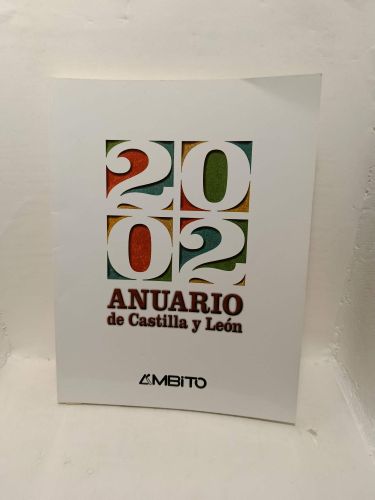 20
02
ANUARIO
de Castilla y León
ÁMBITO